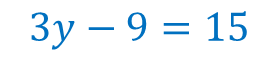 3y − 9 = 15